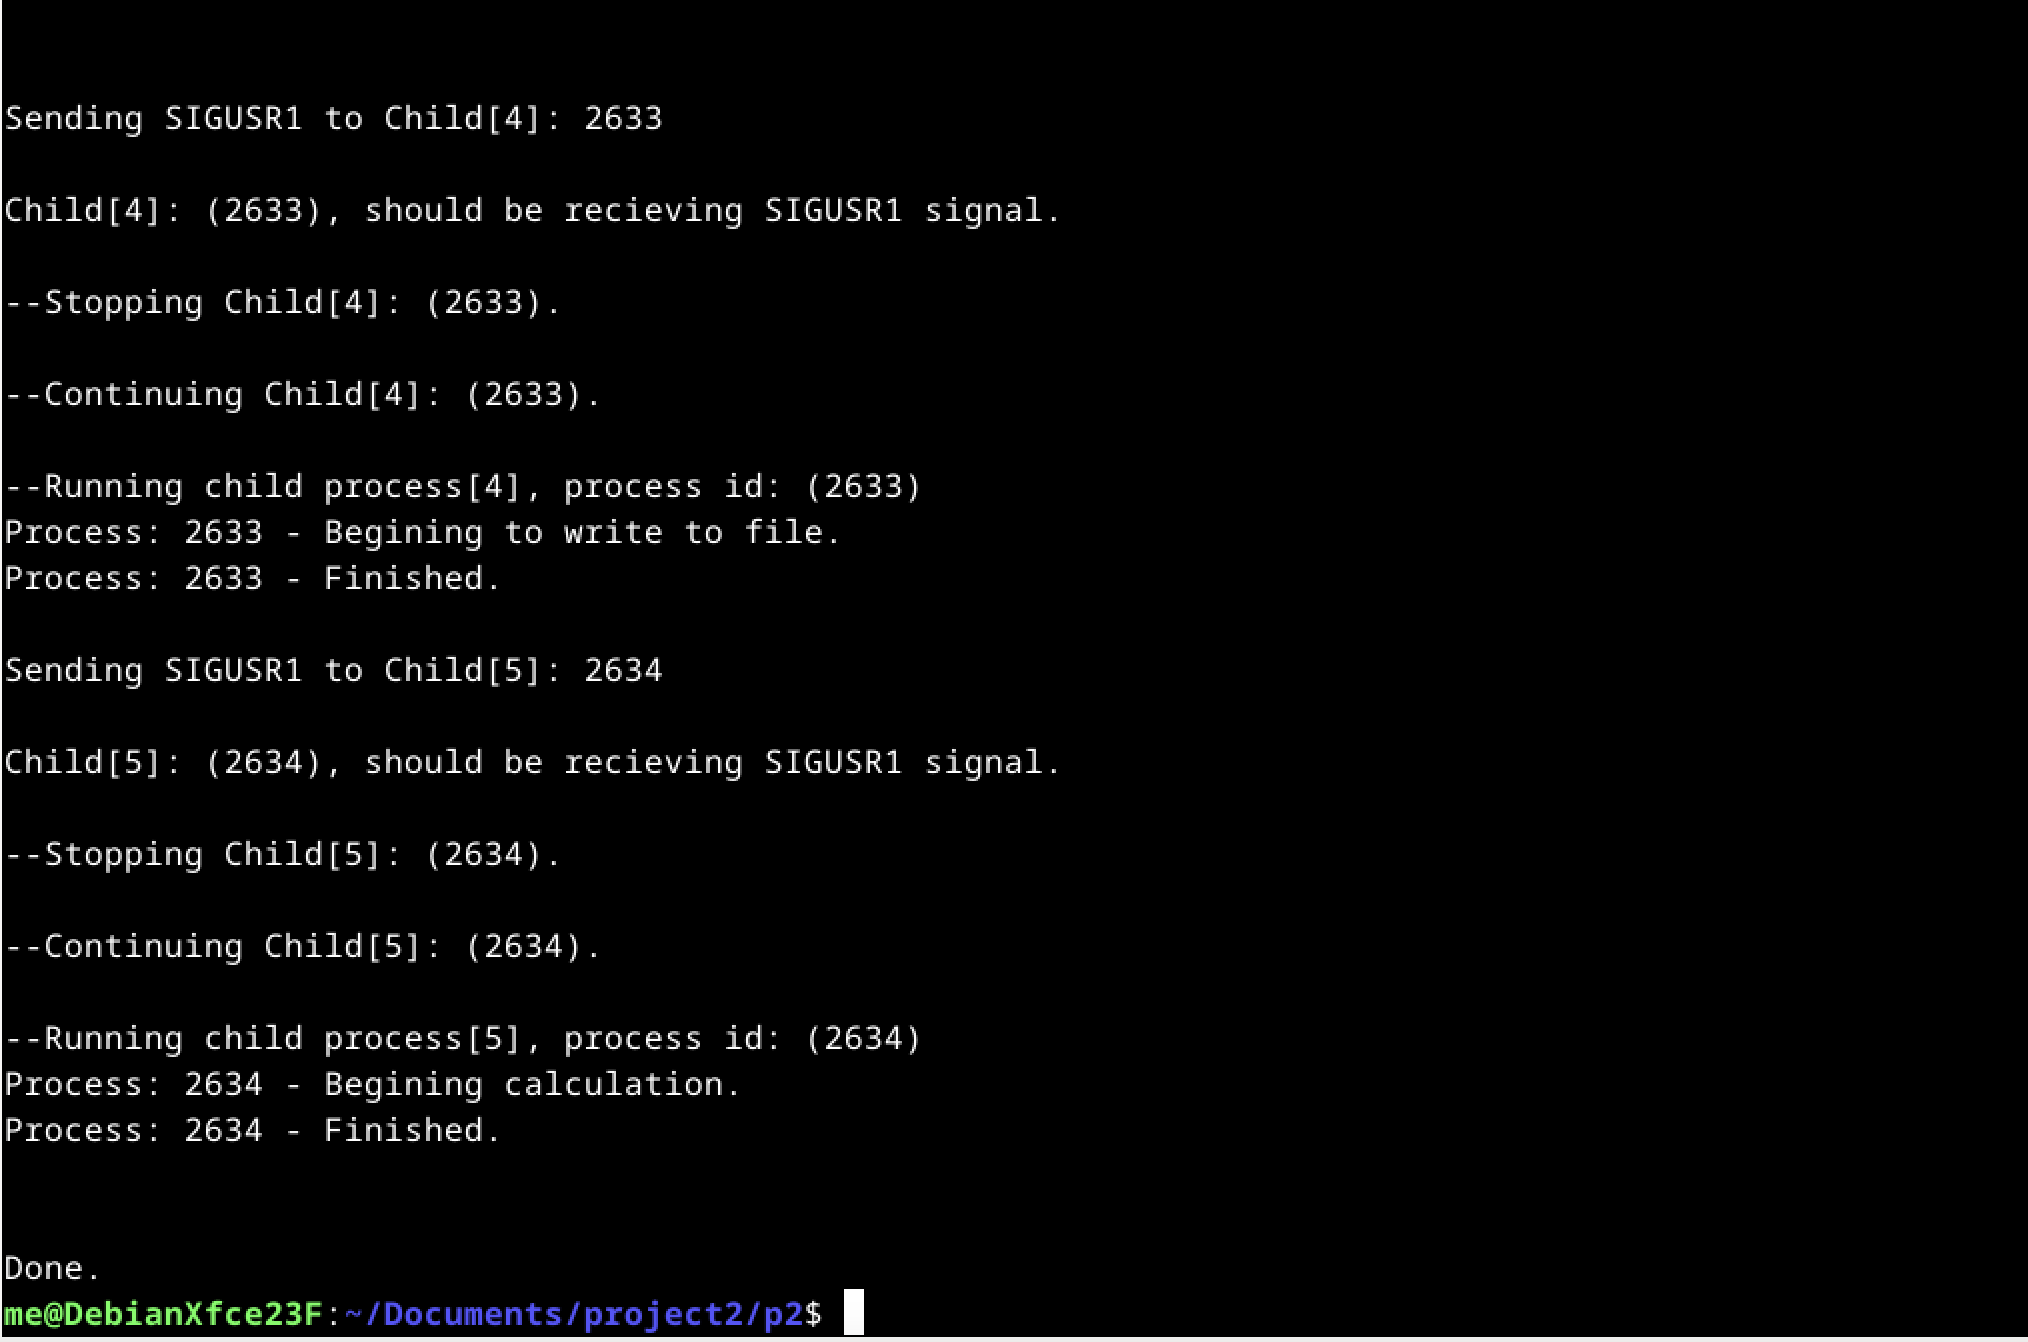 Sending SIGUSR1 to Child[4]: 2633
Child[4]: (2633), should be recieving SIGUSR1 signal.
--Stopping Child[4]: (2633).
--Continuing Child[4]: (2633).
--Running child process[4], process id: (2633)
Process: 2633 - Begining to write to file.
Process: 2633 - Finished.
Sending SIGUSR1 to Child[5]: 2634
Child[5]: (2634), should be recieving SIGUSR1 signal.
--Stopping Child[5]: (2634).
--Continuing Child[5]: (2634).
--Running child process[5], process id: (2634)
Process: 2634 - Begining calculation.
Process: 2634 - Finished.
Done.
me@DebianXfce23F:~/Documents/project2/p2$